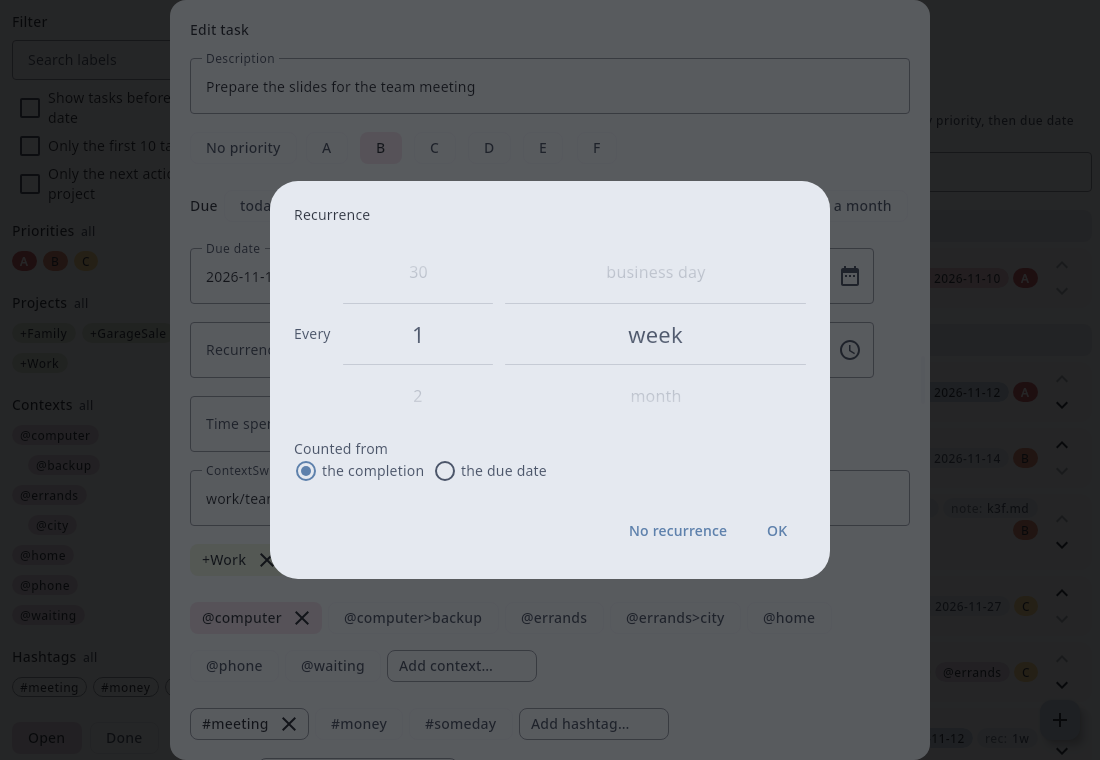 Filter
Search labels
Show tasks before
date
Only the first 10 ta
Only the next actio
project
Priorities all
A B C
Projects all
+Family +GarageSale
+Work
Contexts all
@computer
@backup
@errands
@city
@home
@phone
@waiting
Hashtags all
#meeting #money
Open Done
Edit task
Description
Prepare the slides for the team meeting
No priority A B C D E F
Due toda a month
Due date
2026-11-1
Recurrenc
Time spen
ContextSw
work/tean
+Work
@computer @computer>backup @errands @errands>city @home
@phone @waiting Add context...
#meeting #money #someday Add hashtag...
Recurrence
30 business day
Every 1 week
2 month
Counted from
the completion the due date
No recurrence OK
priority, then due date
2026-11-10 A
2026-11-12 A
2026-11-14 B
note: k3f.md
B
2026-11-27 C
@errands C
11-12 rec: 1w
+